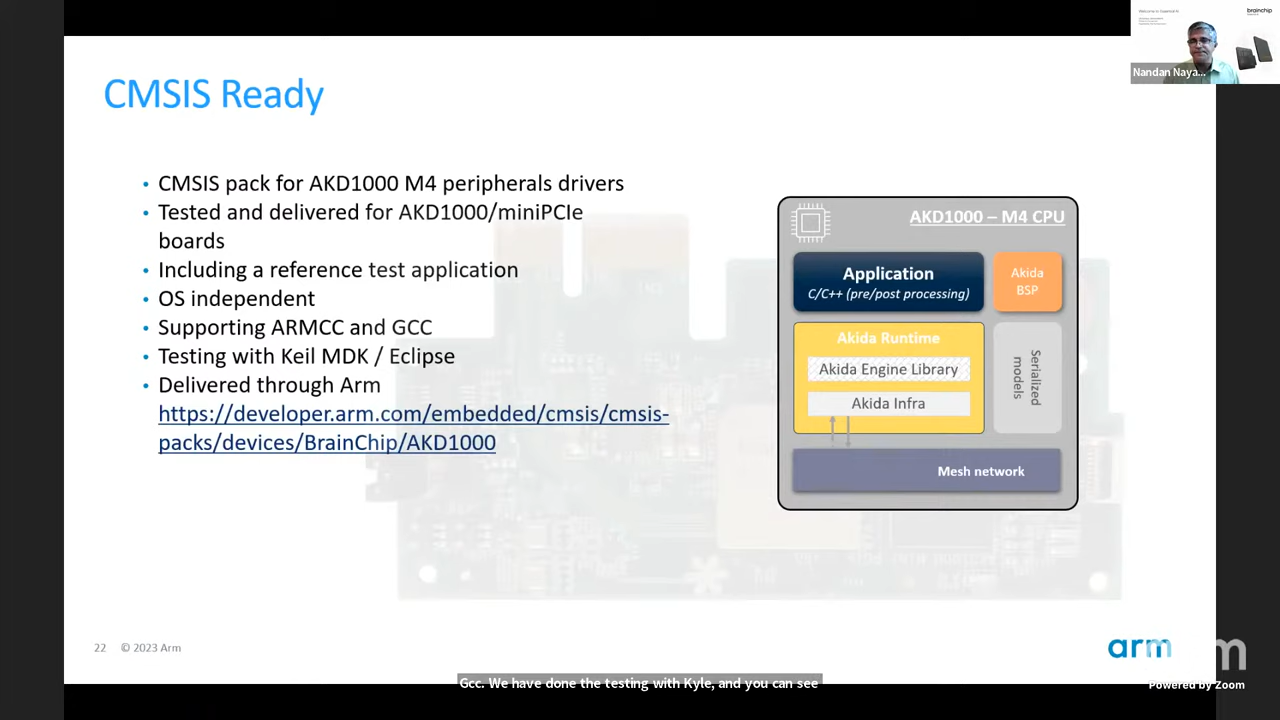 brainchip
Nandan Naya...
CMSIS Ready
• CMSIS pack for AKD1000 M4 peripherals drivers
• Tested and delivered for AKD1000/miniPCIe
boards
• Including a reference test application
• OS independent
• Supporting ARMCC and GCC
• Testing with Keil MDK / Eclipse
• Delivered through Arm
https://developer.arm.com/embedded/cmsis/cmsis-
packs/devices/BrainChip/AKD1000
AKD1000 – M4 CPU
Application
C/C++ (pre/post processing)
Akida
BSP
Akida Runtime
Akida Engine Library
Akida Infra
Serialized
models
Mesh network
22 © 2023 Arm
arm
m
Gcc. We have done the testing with Kyle, and you can see
Powered by Zoom